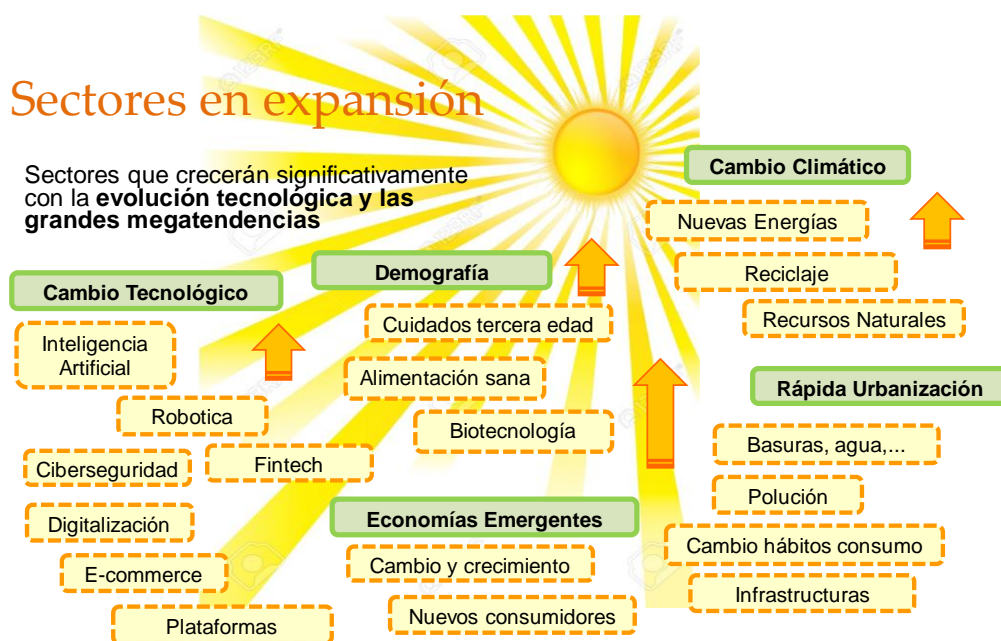 Sectores en expansión
Sectores que crecerán significativamente
con la evolución tecnológica y las
grandes megatendencias
Cambio Tecnológico
Inteligencia
Artificial
Robotica
Ciberseguridad
Fintech
Digitalización
E-commerce
Plataformas
Demografía
Cuidados tercera edad
Alimentación sana
Biotecnología
Economías Emergentes
Cambio y crecimiento
Nuevos consumidores
Cambio Climático
Nuevas Energías
Reciclaje
Recursos Naturales
Rápida Urbanización
Basuras, agua,...
Polución
Cambio hábitos consumo
Infrastructuras